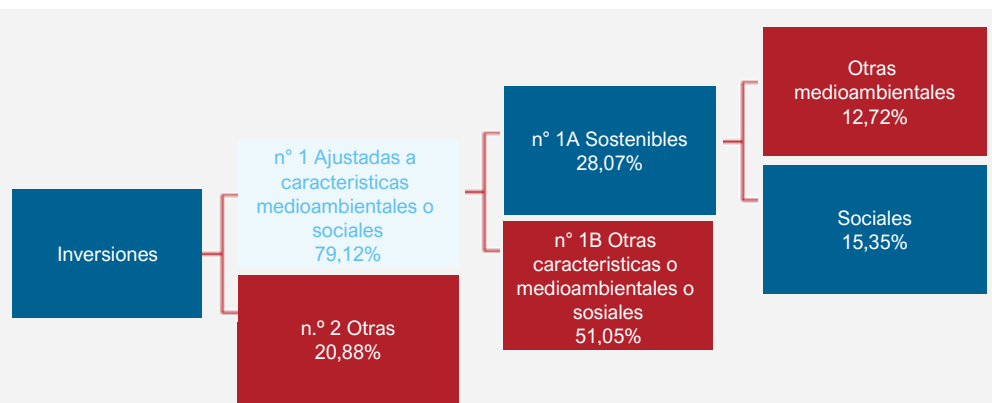 Inversiones
n° 1 Ajustadas a
caracteristicas
medioambientales o
sociales
79,12%
n.º 2 Otras
20,88%
n° 1A Sostenibles
28,07%
n° 1B Otras
caracteristicas o
medioambientales o
sosiales
51,05%
Otras
medioambientales
12,72%
Sociales
15,35%